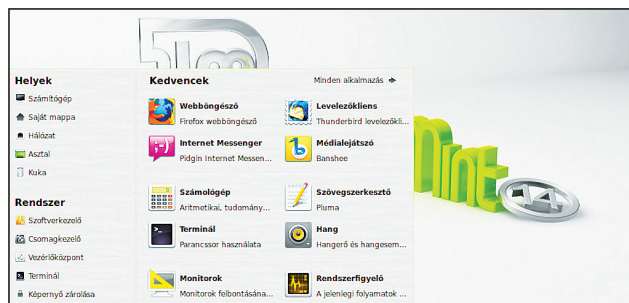 Helyek
Számítógép
Saját mappa
Hálózat
Asztal
Kuka
Rendszer
Szoftverkezelő
Csomagkezelő
Vezérlőközpont
Terminál
Képernyő zárolása
Kedvencek
Minden alkalmazás
Webböngésző
Firefox webböngésző
Levelezőkliens
Thunderbird levelezőkli...
Internet Messenger
Pidgin Internet Messen...
Médialejátszó
Banshee
Számológép
Aritmetikai, tudomány...
Szövegszerkesztő
Pluma
Terminál
Parancssor használata
Hang
Hangerő és hangesem...
Monitorok
Monitorok felbontására...
Rendszerfigyelő
A jelenlegi folyamatok ...
mint
14